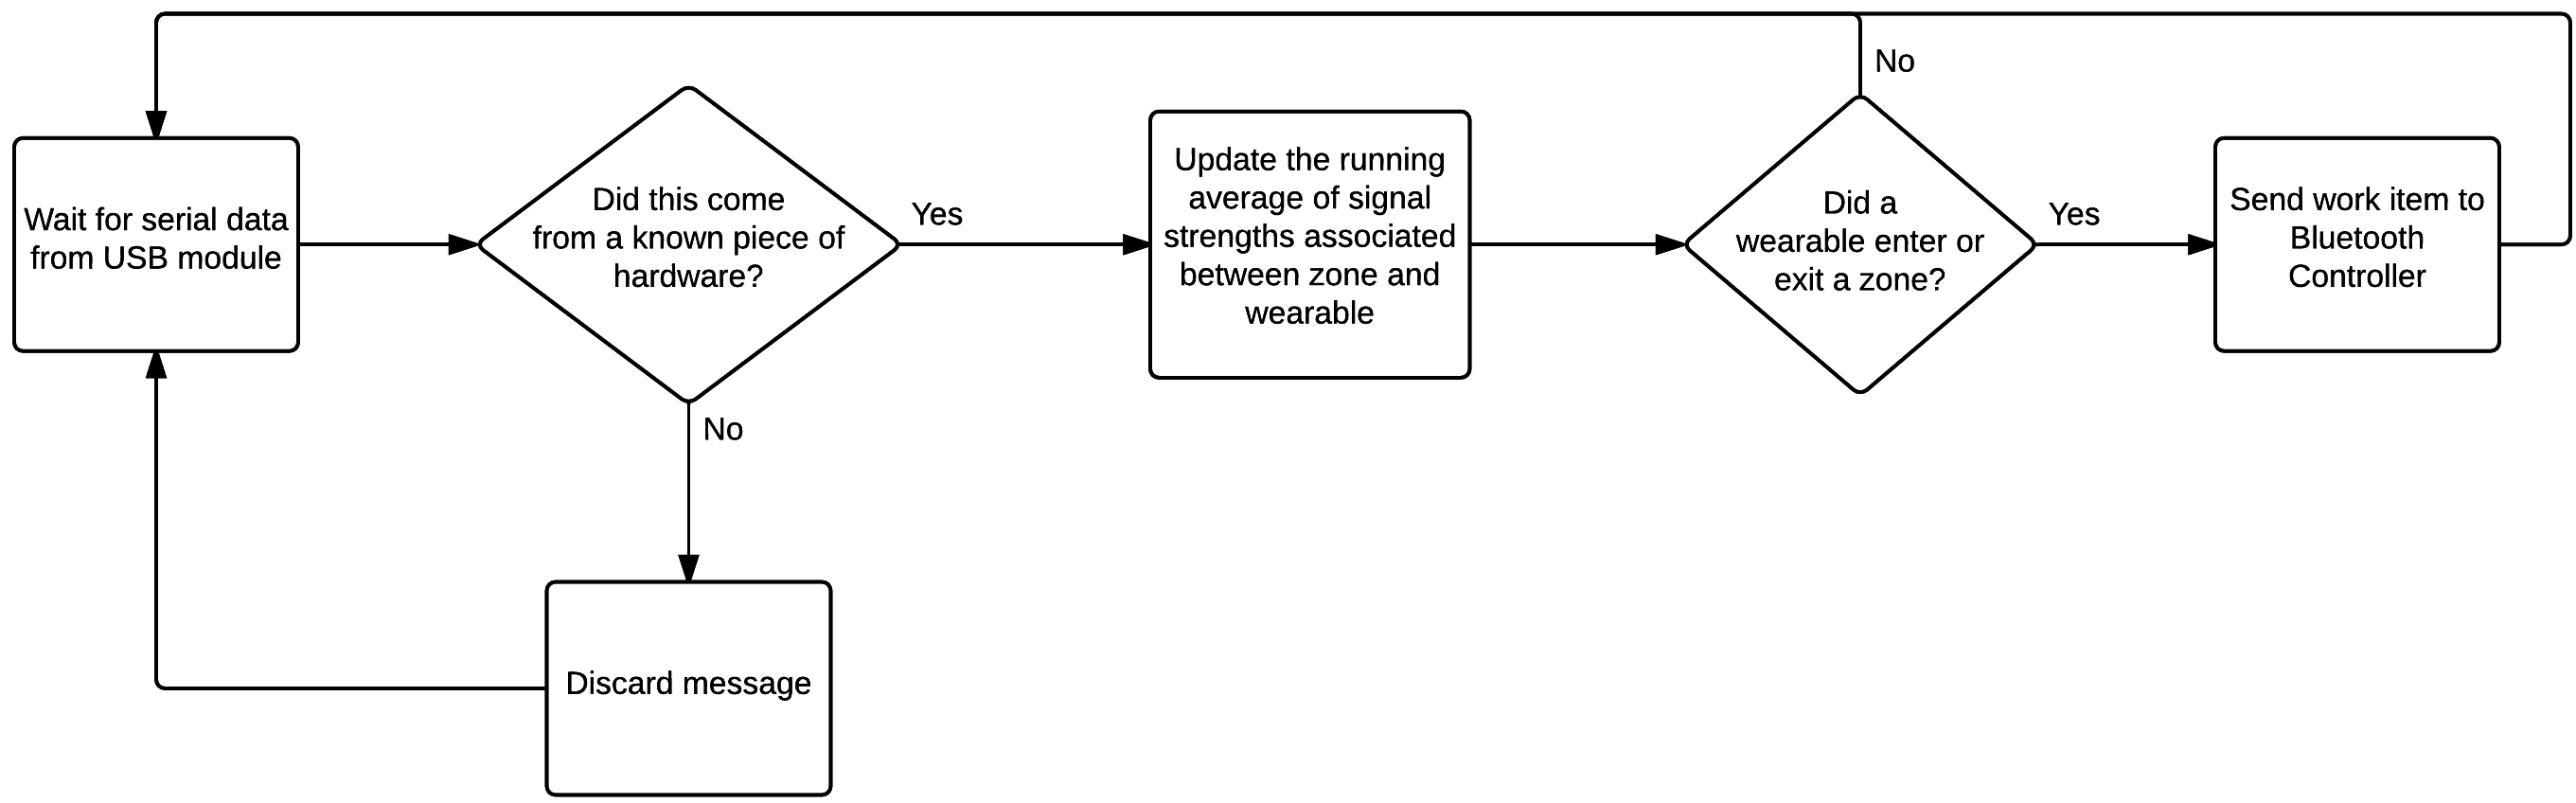 Wait for serial data
from USB module
Did this come
from a known piece of
hardware?
Yes
No
Discard message
Update the running
average of signal
strengths associated
between zone and
wearable
Did a
wearable enter or
exit a zone?
No
Yes
Send work item to
Bluetooth
Controller